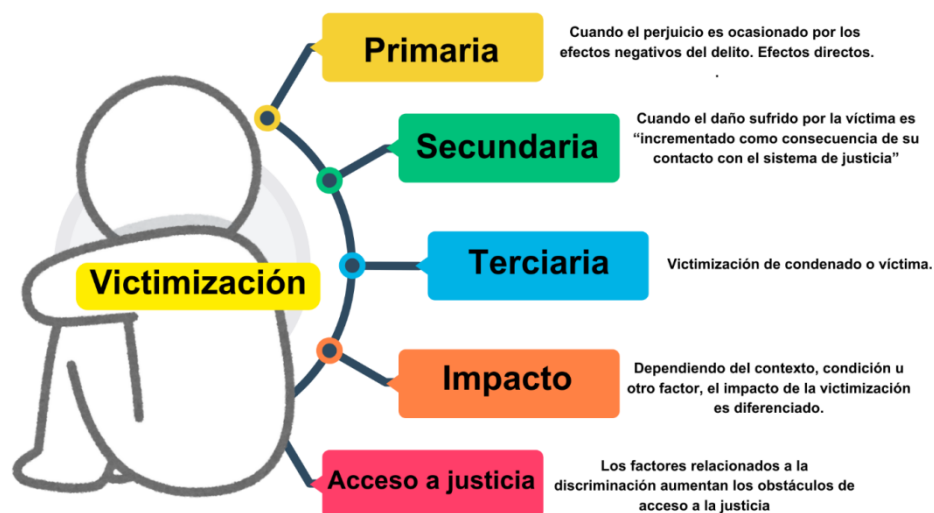 Primaria
Cuando el perjuicio es ocasionado por los
efectos negativos del delito. Efectos directos.
.
Secundaria
Cuando el daño sufrido por la víctima es
“incrementado como consecuencia de su
contacto con el sistema de justicia”
Victimización
Terciaria
Victimización de condenado o víctima.
Impacto
Dependiendo del contexto, condición u
otro factor, el impacto de la victimización
es diferenciado.
Acceso a justicia
Los factores relacionados a la
discriminación aumentan los obstáculos de
acceso a la justicia